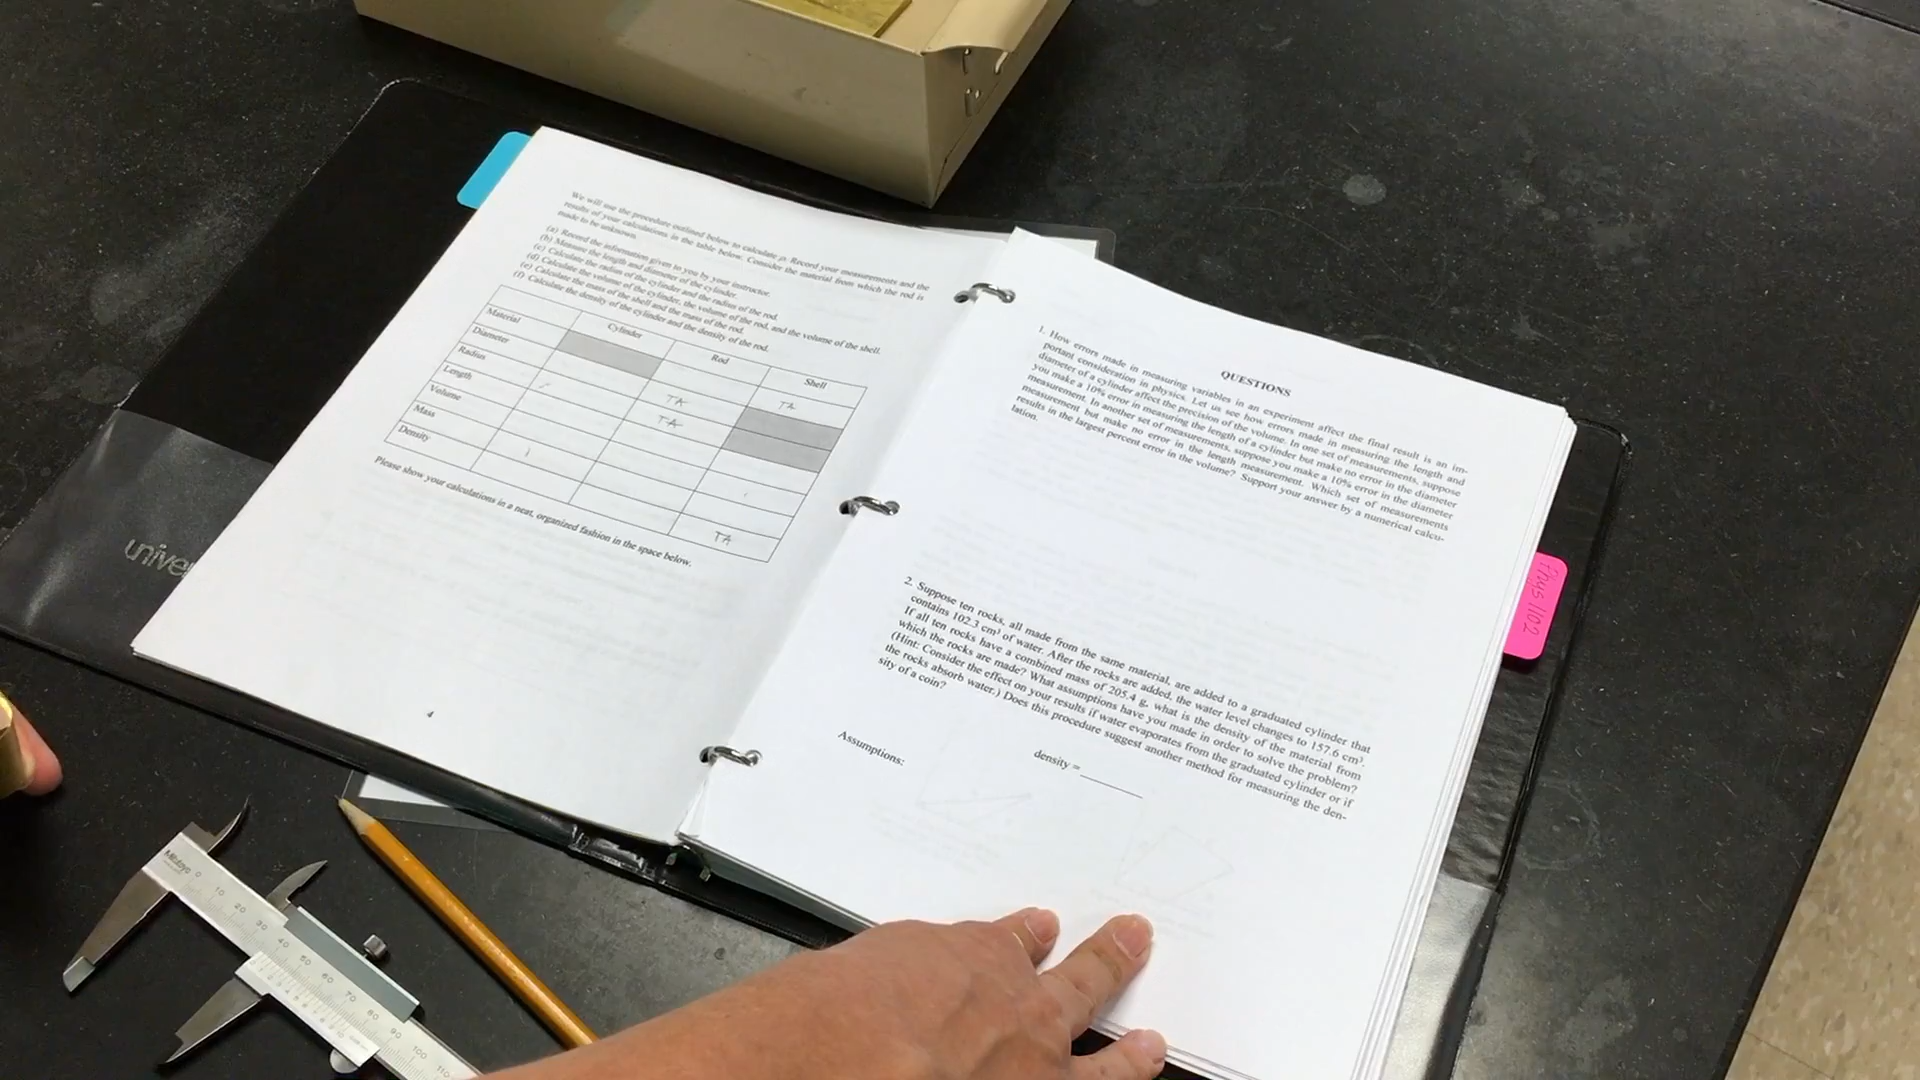 We will use the procedure outlined below to calculate ρ. Record your measurements and the
results of your calculations in the table below. Consider the material from which the rod is
made to be unknown.
(a) Record the information given to you by your instructor.
(b) Measure the length and diameter of the cylinder.
(c) Calculate the radius of the cylinder and the radius of the rod.
(d) Calculate the volume of the cylinder, the volume of the rod, and the volume of the shell.
(e) Calculate the mass of the shell and the mass of the rod.
(f) Calculate the density of the cylinder and the density of the rod.
Cylinder Rod Shell
Material TA
Diameter TA
Radius TA
Length
Volume
Mass
Density TA
Please show your calculations in a neat, organized fashion in the space below.
4
QUESTIONS
1. How errors made in measuring variables in an experiment affect the final result is an im-
portant consideration in physics. Let us see how errors made in measuring the length and
diameter of a cylinder affect the precision of the volume. In one set of measurements, suppose
you make a 10% error in measuring the length of a cylinder but make no error in the diameter
measurement. In another set of measurements, suppose you make a 10% error in the diameter
measurement but make no error in the length measurement. Which set of measurements
results in the largest percent error in the volume? Support your answer by a numerical calcu-
lation.
2. Suppose ten rocks, all made from the same material, are added to a graduated cylinder that
contains 102.3 cm³ of water. After the rocks are added, the water level changes to 157.6 cm³.
If all ten rocks have a combined mass of 205.4 g, what is the density of the material from
which the rocks are made? What assumptions have you made in order to solve the problem?
(Hint: Consider the effect on your results if water evaporates from the graduated cylinder or if
the rocks absorb water.) Does this procedure suggest another method for measuring the den-
sity of a coin?
density =
Assumptions:
Phys 1102
unive
Mitutoyo
0 10 20 30 40 50 60 70 80 90 100 110